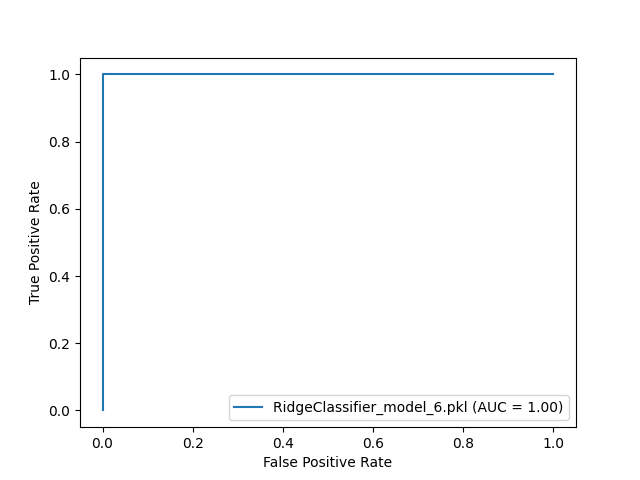 1.0
0.8
0.6
0.4
0.2
0.0
True Positive Rate
RidgeClassifier_model_6.pkl (AUC = 1.00)
0.0 0.2 0.4 0.6 0.8 1.0
False Positive Rate